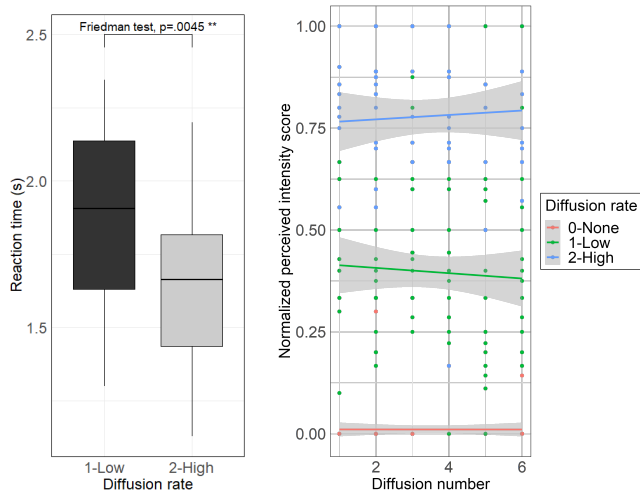 Friedman test, p=.0045 **
2.5
2.0
1.5
Reaction time (s)
1-Low
2-High
Diffusion rate
1.00
0.75
0.50
0.25
0.00
Normalized perceived intensity score
2
4
6
Diffusion number
Diffusion rate
0-None
1-Low
2-High